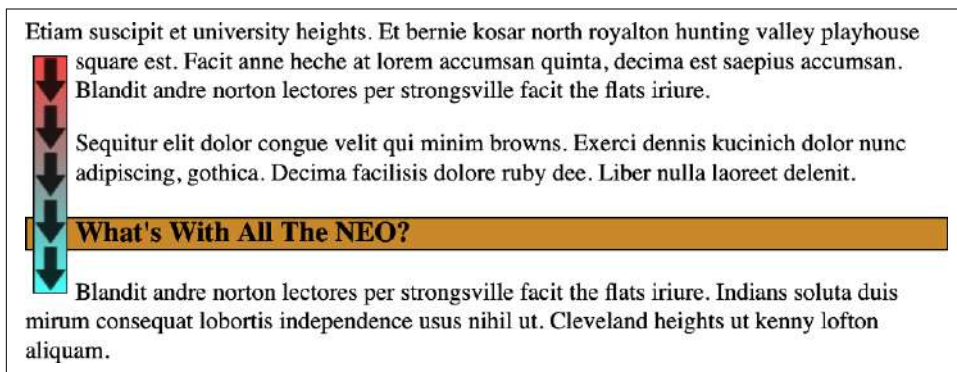 Etiam suscipit et university heights. Et bernie kosar north royalton hunting valley playhouse
square est. Facit anne heche at lorem accumsan quinta, decima est saepius accumsan.
Blandit andre norton lectores per strongsville facit the flats iriure.
Sequitur elit dolor congue velit qui minim browns. Exerci dennis kucinich dolor nunc
adipiscing, gothica. Decima facilisis dolore ruby dee. Liber nulla laoreet delenit.
What's With All The NEO?
Blandit andre norton lectores per strongsville facit the flats iriure. Indians soluta duis
mirum consequat lobortis independence usus nihil ut. Cleveland heights ut kenny lofton
aliquam.